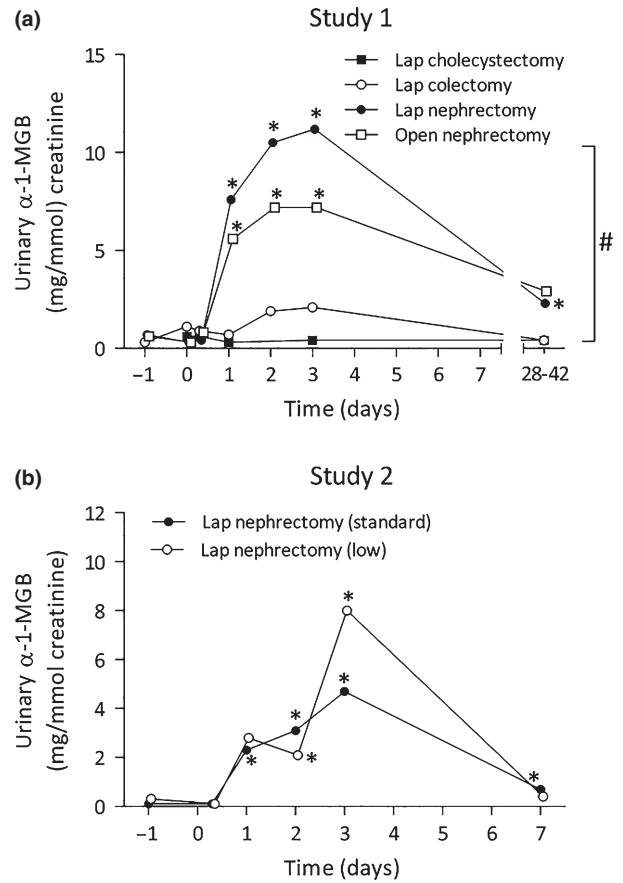 (a)
Study 1
Lap cholecystectomy
Lap colectomy
Lap nephrectomy
Open nephrectomy
Urinary α-1-MGB
(mg/mmol) creatinine
15
10
5
0
* * * * * * *
#
−1 0 1 2 3 4 5 6 7 28-42
Time (days)
(b)
Study 2
Lap nephrectomy (standard)
Lap nephrectomy (low)
Urinary α-1-MGB
(mg/mmol creatinine)
12
10
8
6
4
2
0
* * * * * *
−1 0 1 2 3 4 5 6 7
Time (days)